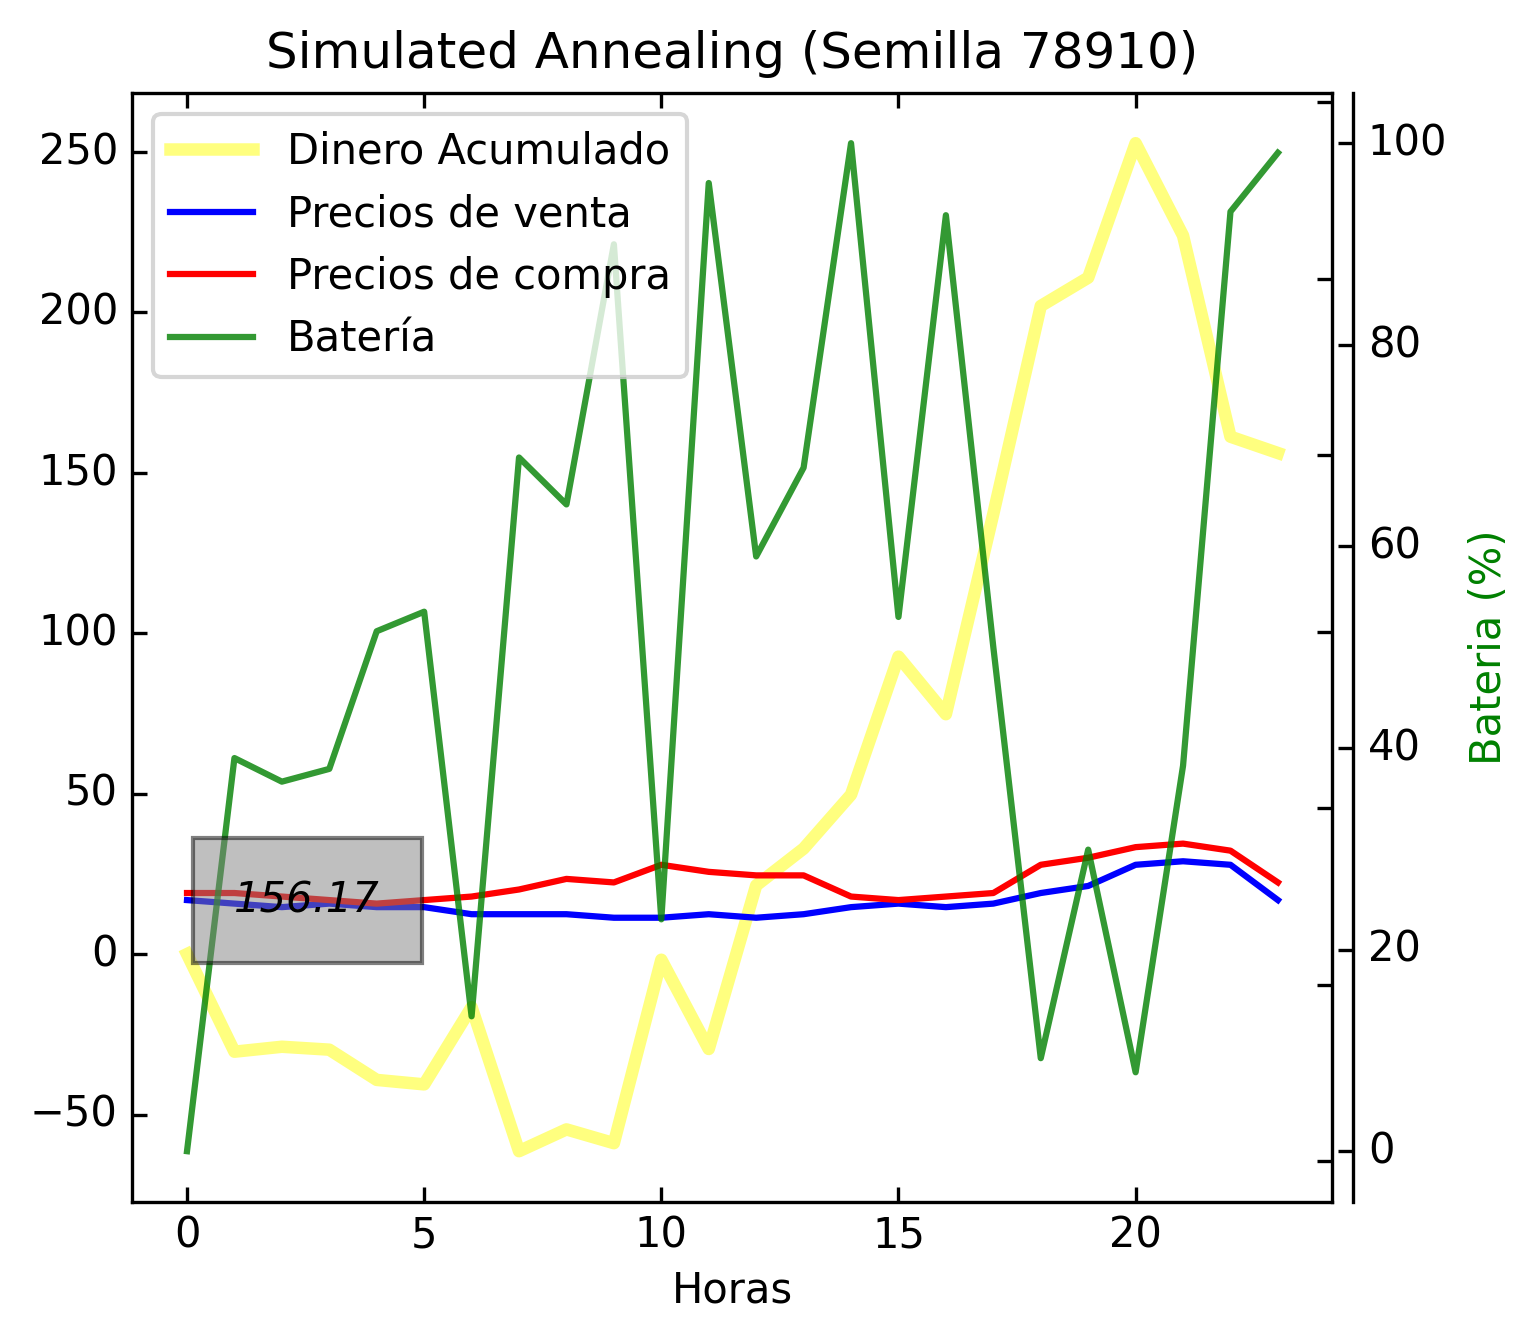 Simulated Annealing (Semilla 78910)
Dinero Acumulado
Precios de venta
Precios de compra
Batería
250
200
150
100
50
0
−50
156.17
100
80
60
40
20
0
Bateria (%)
0 5 10 15 20
Horas